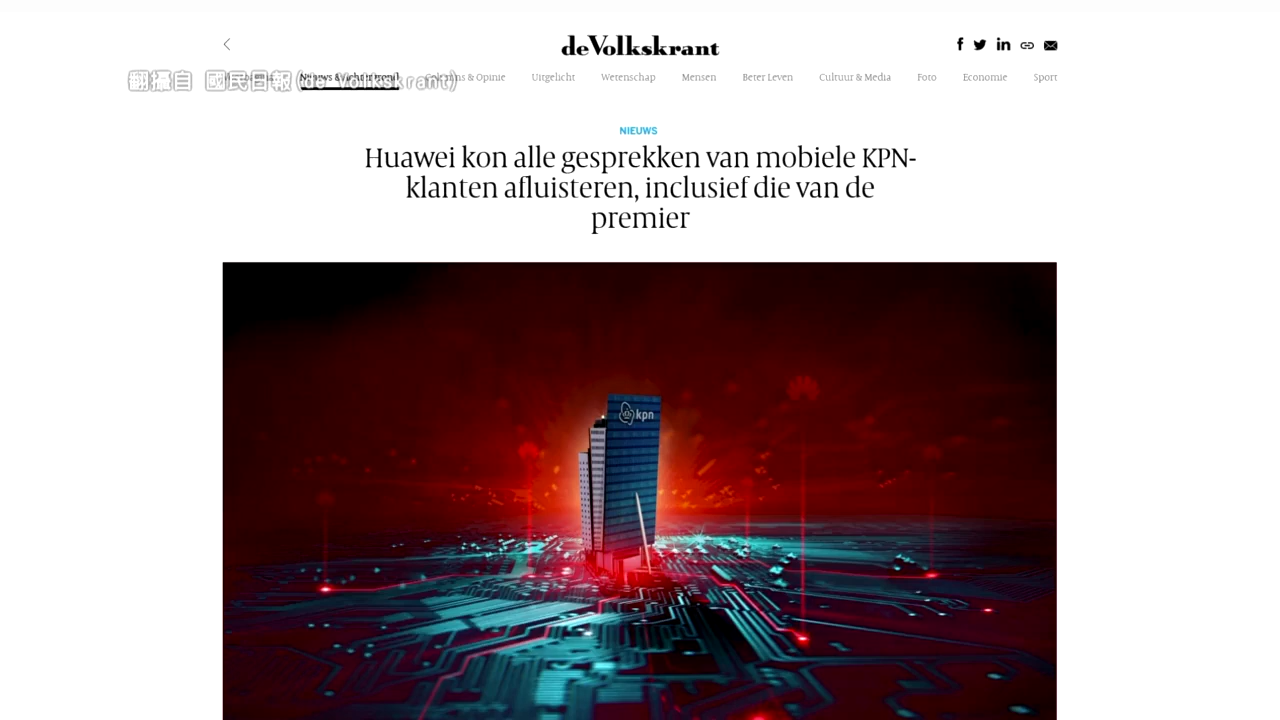 deVolkskrant
翻攝自 國民日報(de Volkskrant)
Columns & Opinie
Uitgelicht
Wetenschap
Mensen
Beter Leven
Cultuur & Media
Foto
Economie
Sport
NIEUWS
Huawei kon alle gesprekken van mobiele KPN-
klanten afluisteren, inclusief die van de
premier
kpn